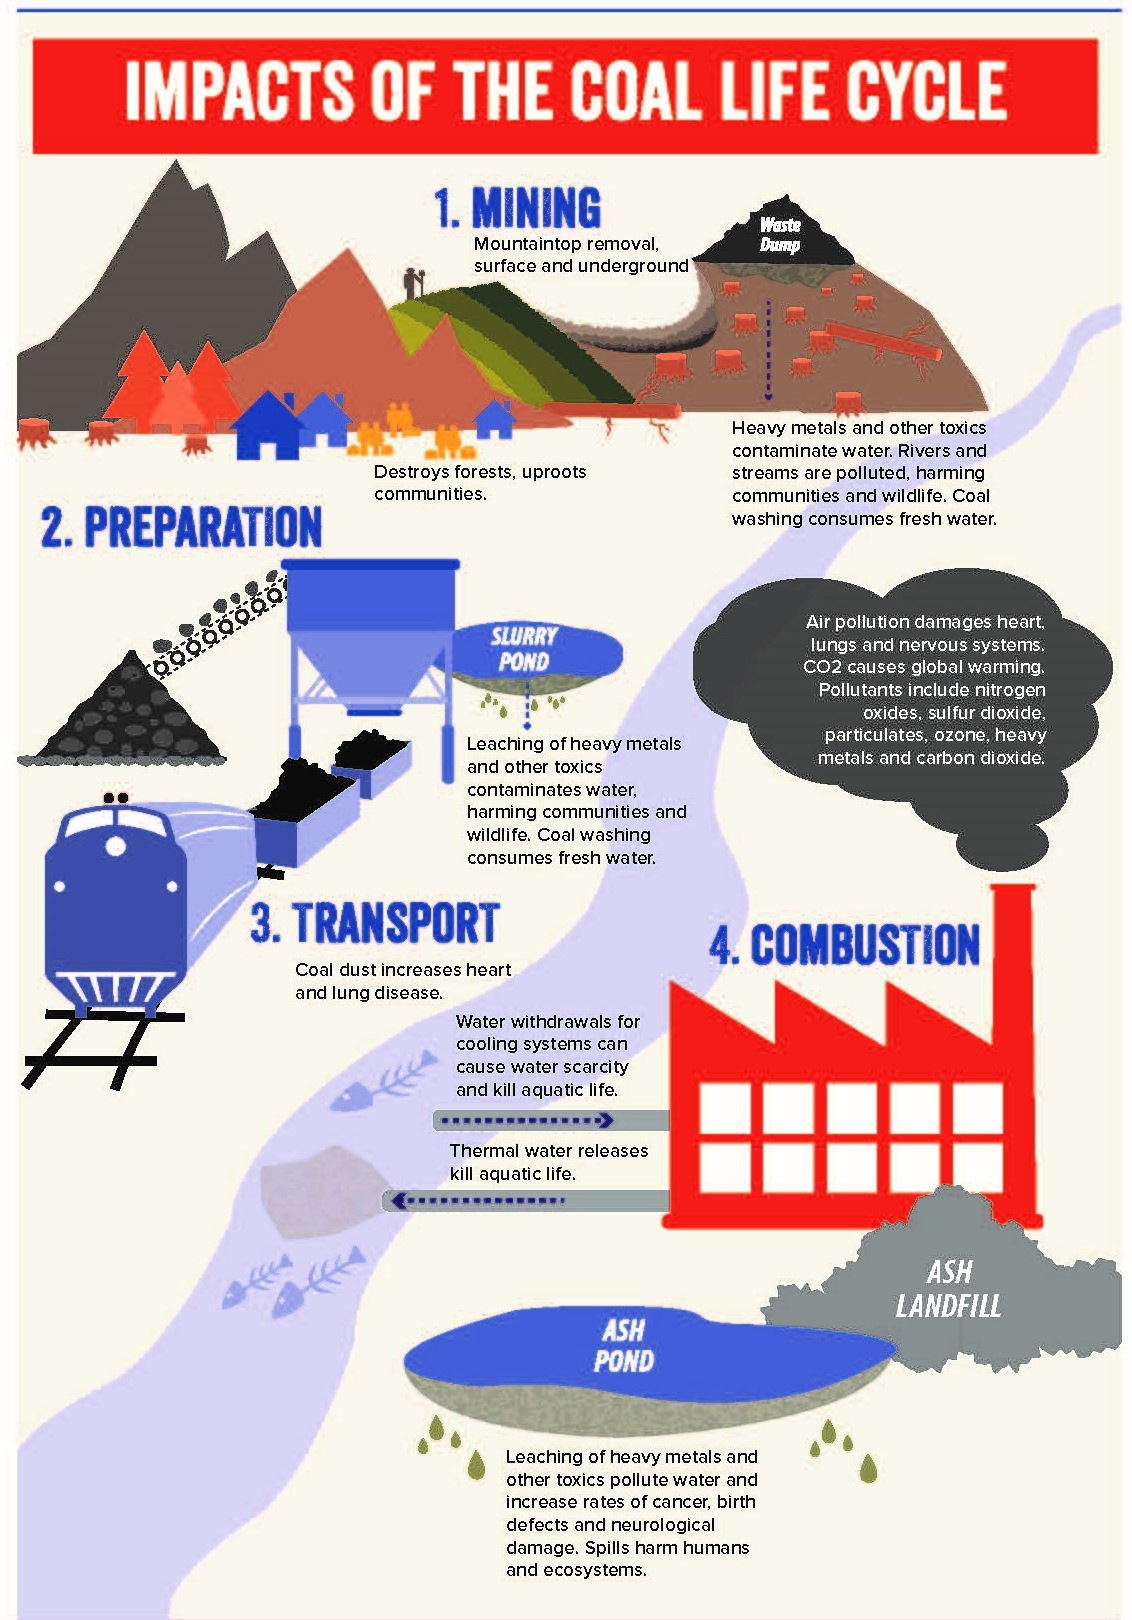 IMPACTS OF THE COAL LIFE CYCLE
1. MINING
Mountaintop removal,
surface and underground
Waste
Dump
Heavy metals and other toxics
contaminate water. Rivers and
streams are polluted, harming
communities and wildlife. Coal
washing consumes fresh water.
Destroys forests, uproots
communities.
2. PREPARATION
SLURRY
POND
Leaching of heavy metals
and other toxics
contaminates water,
harming communities and
wildlife. Coal washing
consumes fresh water.
Air pollution damages heart,
lungs and nervous systems.
CO2 causes global warming.
Pollutants include nitrogen
oxides, sulfur dioxide,
particulates, ozone, heavy
metals and carbon dioxide.
3. TRANSPORT
Coal dust increases heart
and lung disease.
4. COMBUSTION
Water withdrawals for
cooling systems can
cause water scarcity
and kill aquatic life.
Thermal water releases
kill aquatic life.
ASH
LANDFILL
ASH
POND
Leaching of heavy metals and
other toxics pollute water and
increase rates of cancer, birth
defects and neurological
damage. Spills harm humans
and ecosystems.